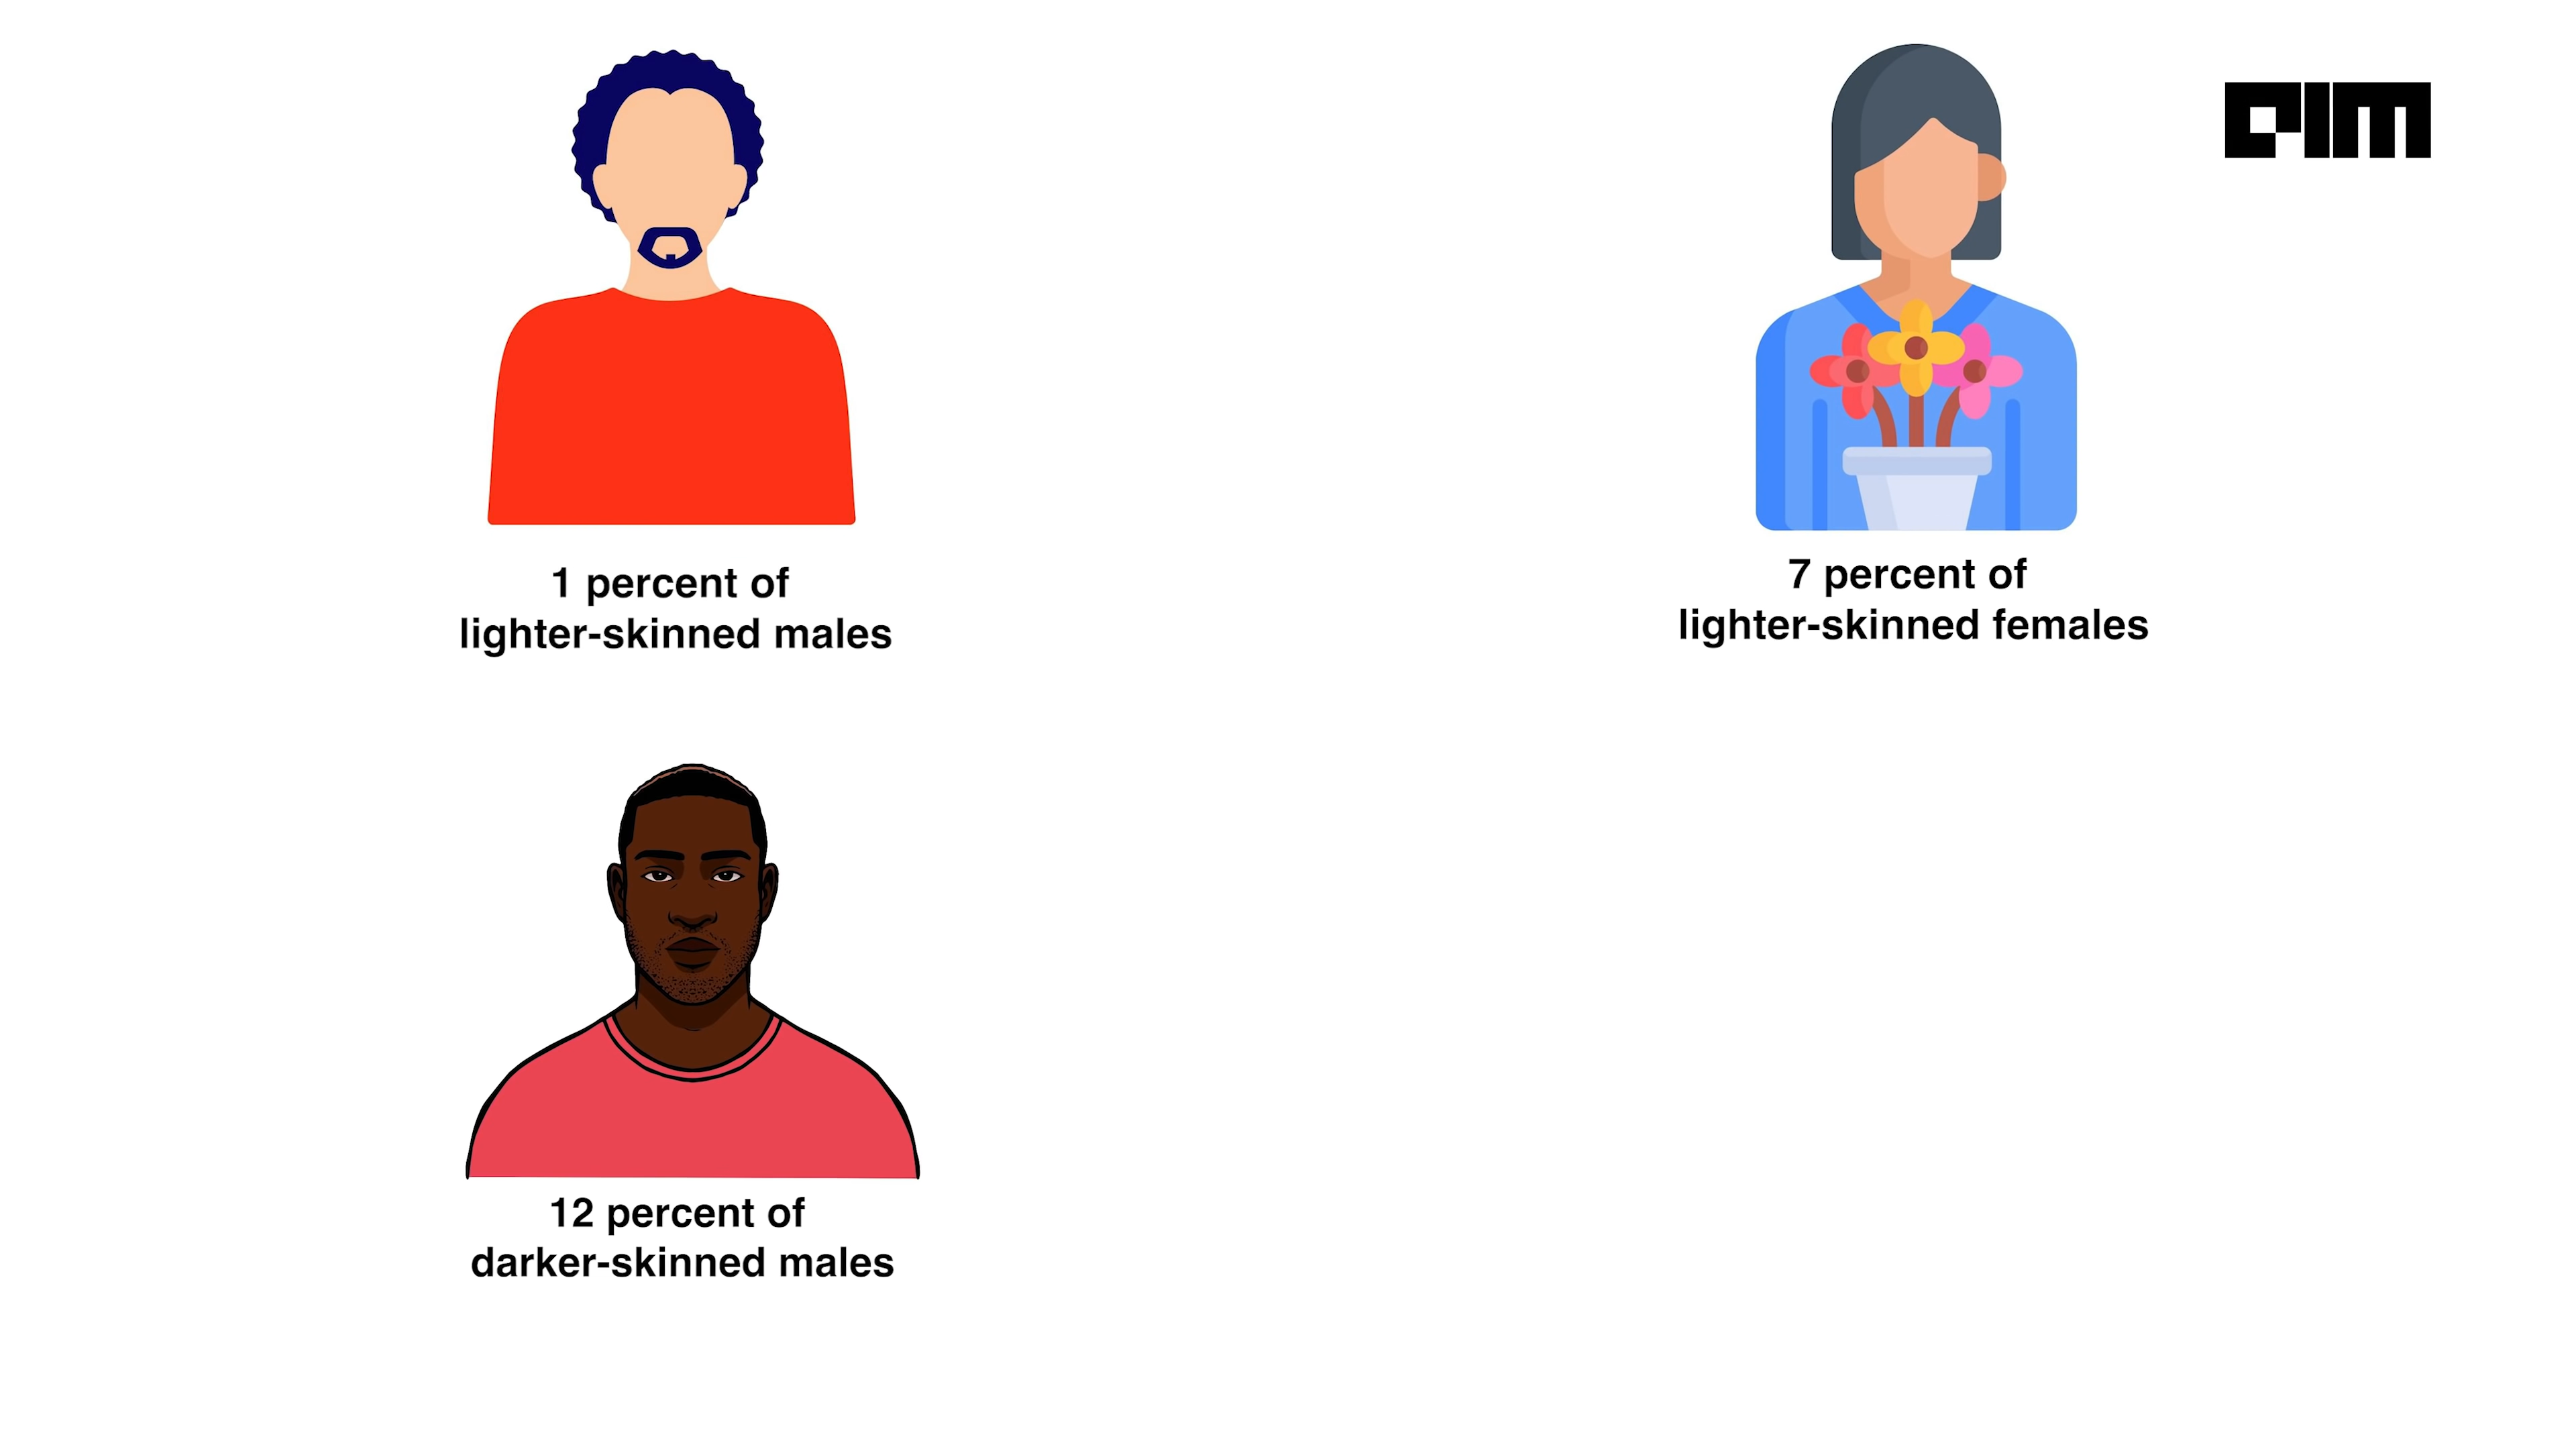 AIM
1 percent of
lighter-skinned males
7 percent of
lighter-skinned females
12 percent of
darker-skinned males